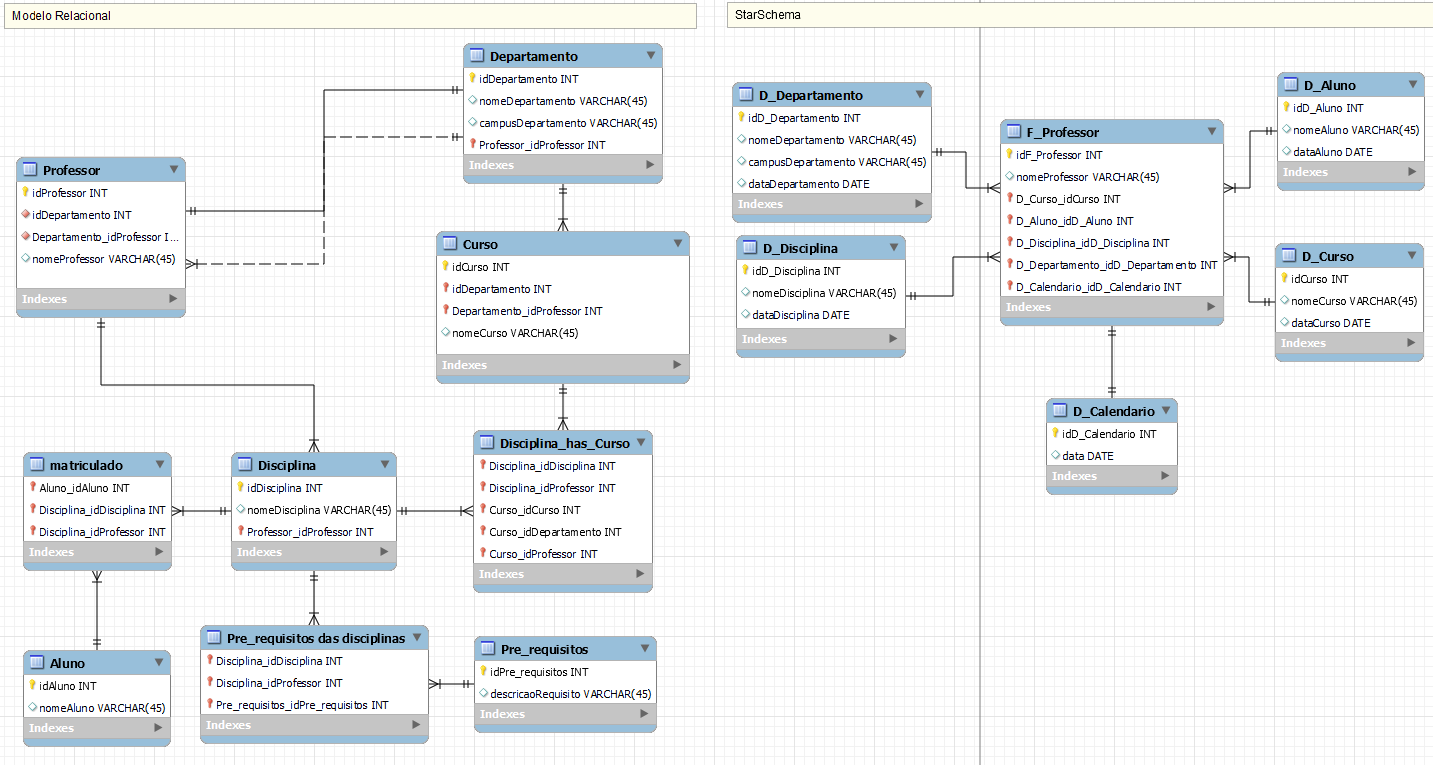 Modelo Relacional
Departamento
idDepartamento INT
nomeDepartamento VARCHAR(45)
campusDepartamento VARCHAR(45)
Professor_idProfessor INT
Indexes
Professor
idProfessor INT
idDepartamento INT
Departamento_idProfessor I...
nomeProfessor VARCHAR(45)
Indexes
Curso
idCurso INT
idDepartamento INT
Departamento_idProfessor INT
nomeCurso VARCHAR(45)
Indexes
matriculado
Aluno_idAluno INT
Disciplina_idDisciplina INT
Disciplina_idProfessor INT
Indexes
Disciplina
idDisciplina INT
nomeDisciplina VARCHAR(45)
Professor_idProfessor INT
Indexes
Disciplina_has_Curso
Disciplina_idDisciplina INT
Disciplina_idProfessor INT
Curso_idCurso INT
Curso_idDepartamento INT
Curso_idProfessor INT
Indexes
Aluno
idAluno INT
nomeAluno VARCHAR(45)
Indexes
Pre_requisitos das disciplinas
Disciplina_idDisciplina INT
Disciplina_idProfessor INT
Pre_requisitos_idPre_requisitos INT
Indexes
Pre_requisitos
idPre_requisitos INT
descricaoRequisito VARCHAR(45)
Indexes
StarSchema
D_Departamento
idD_Departamento INT
nomeDepartamento VARCHAR(45)
campusDepartamento VARCHAR(45)
dataDepartamento DATE
Indexes
D_Disciplina
idD_Disciplina INT
nomeDisciplina VARCHAR(45)
dataDisciplina DATE
Indexes
F_Professor
idF_Professor INT
nomeProfessor VARCHAR(45)
D_Curso_idCurso INT
D_Aluno_idD_Aluno INT
D_Disciplina_idD_Disciplina INT
D_Departamento_idD_Departamento INT
D_Calendario_idD_Calendario INT
Indexes
D_Aluno
idD_Aluno INT
nomeAluno VARCHAR(45)
dataAluno DATE
Indexes
D_Curso
idCurso INT
nomeCurso VARCHAR(45)
dataCurso DATE
Indexes
D_Calendario
idD_Calendario INT
data DATE
Indexes